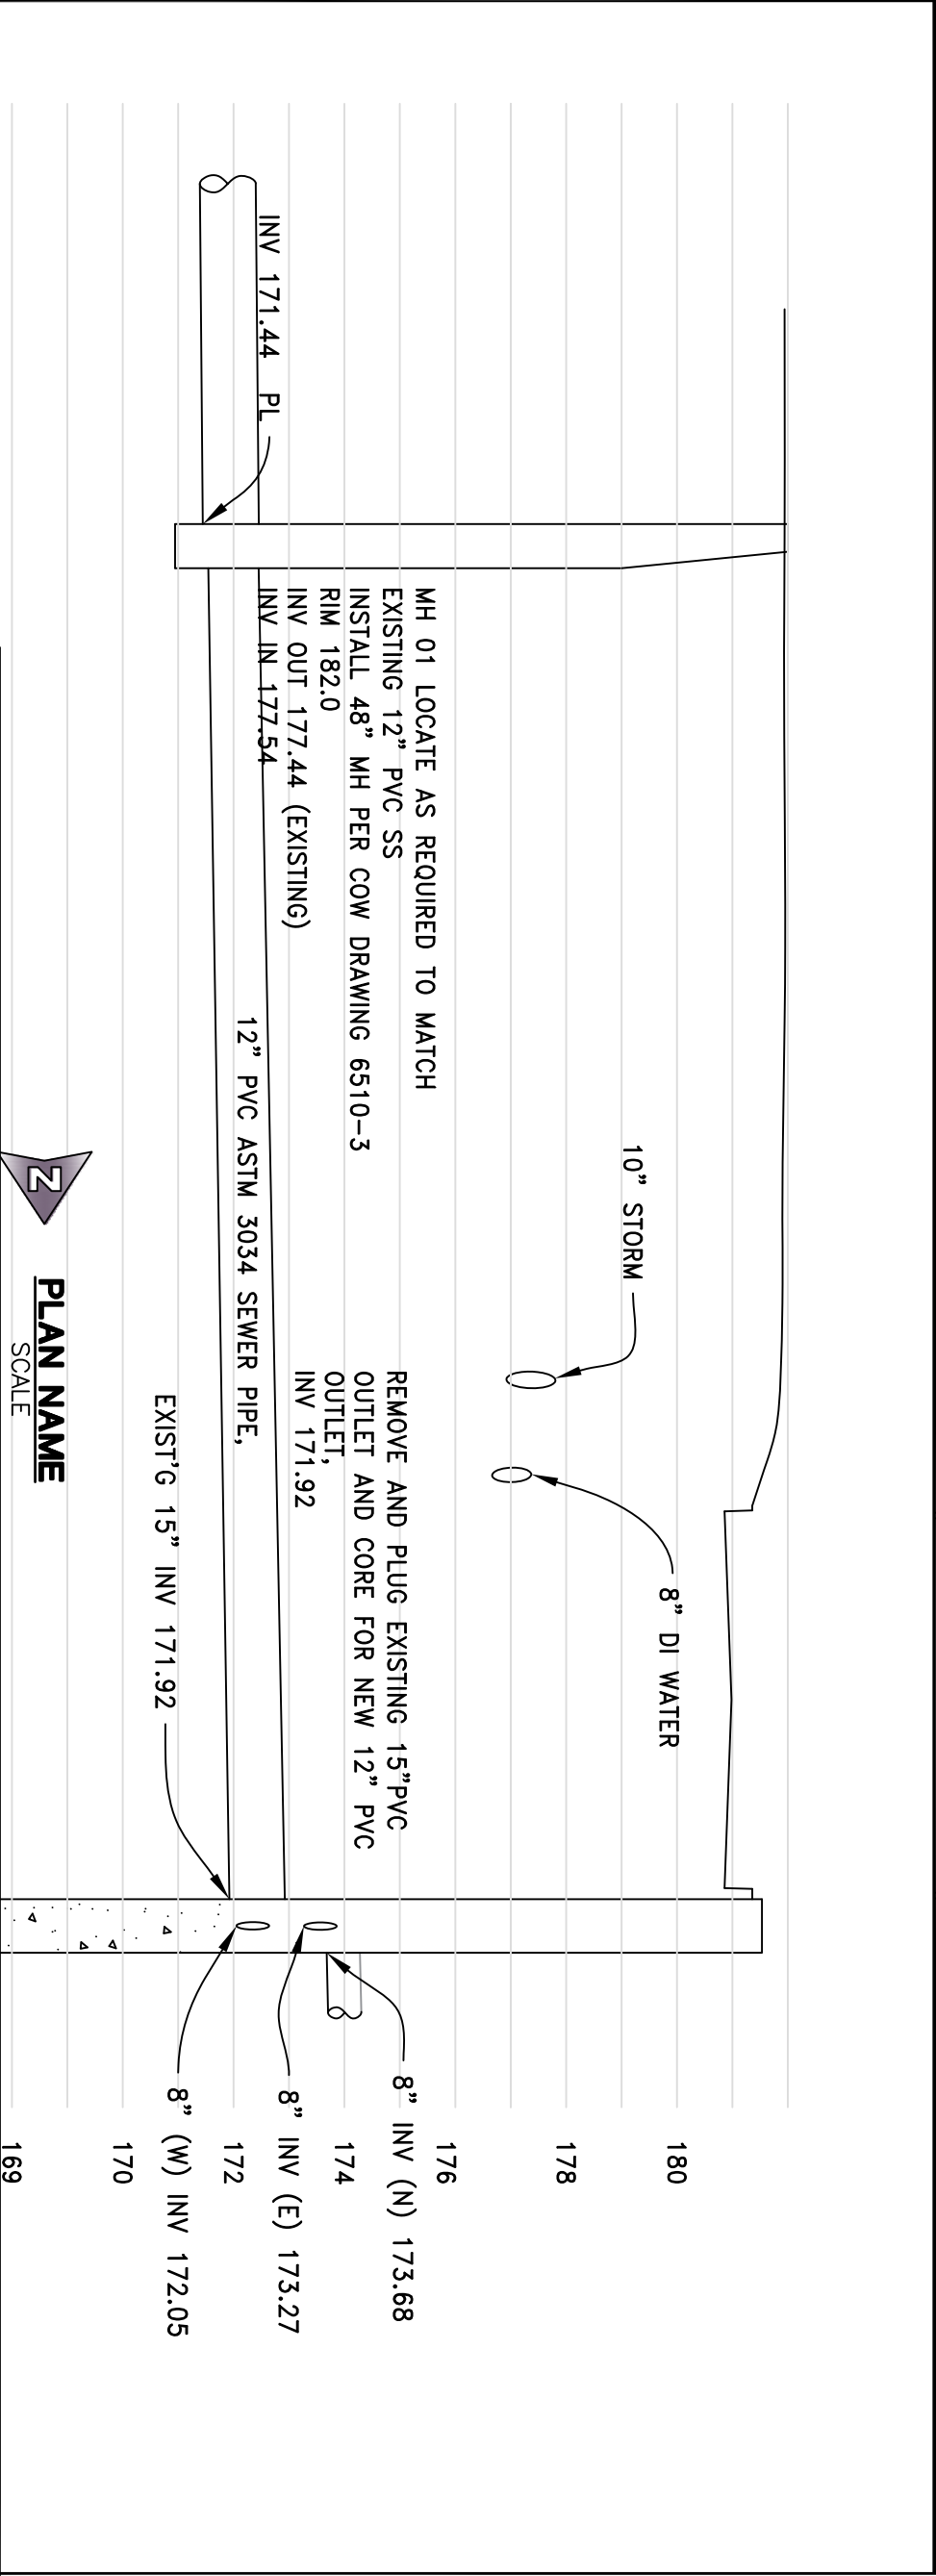 8" DI WATER
10" STORM
MH 01 LOCATE AS REQUIRED TO MATCH
EXISTING 12" PVC SS
INSTALL 48" MH PER COW DRAWING 6510-3
RIM 182.0
INV OUT 177.44 (EXISTING)
INV IN 177.54
INV 171.44 PL
REMOVE AND PLUG EXISTING 15"PVC
OUTLET AND CORE FOR NEW 12" PVC
OUTLET,
INV 171.92
12" PVC ASTM 3034 SEWER PIPE,
EXIST'G 15" INV 171.92
8" INV (N) 173.68
8" INV (E) 173.27
8" (W) INV 172.05
180
178
176
174
172
170
169
N
PLAN NAME
SCALE